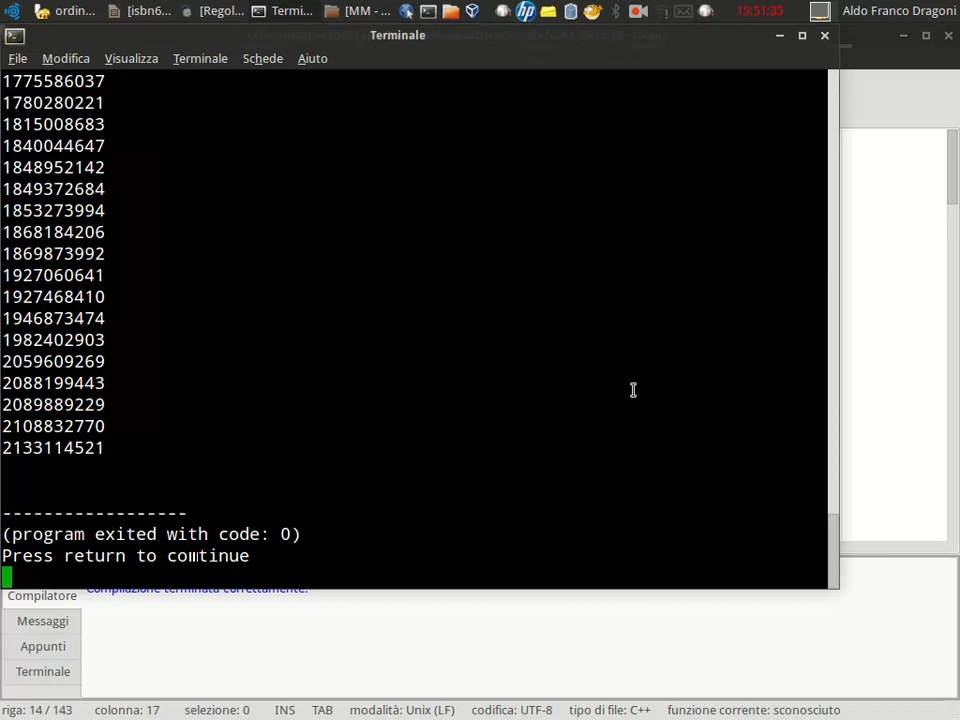 ordin...
[isbn6...
[Regol...
Termi...
[MM - ...
15:51:33
Aldo Franco Dragoni
Terminale
File Modifica Visualizza Terminale Schede Aiuto
1775586037
1780280221
1815008683
1840044647
1848952142
1849372684
1853273994
1868184206
1869873992
1927060641
1927468410
1946873474
1982402903
2059609269
2088199443
2089889229
2108832770
2133114521
------------------
(program exited with code: 0)
Press return to continue
Compilazione terminata correttamente.
Compilatore
Messaggi
Appunti
Terminale
riga: 14 / 143 colonna: 17 selezione: 0 INS TAB modalità: Unix (LF) codifica: UTF-8 tipo di file: C++ funzione corrente: sconosciuto